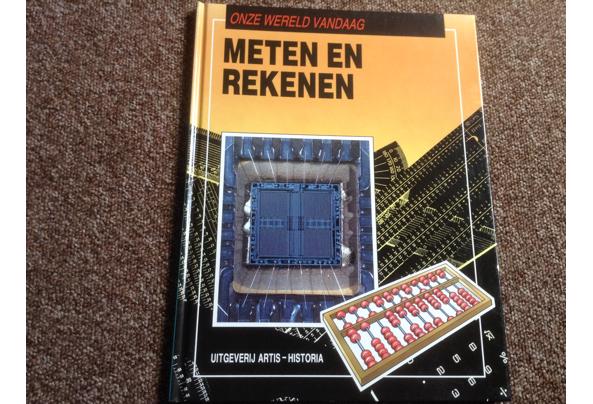 ONZE WERELD VANDAAG
METEN EN
REKENEN
UITGEVERIJ ARTIS-HISTORIA